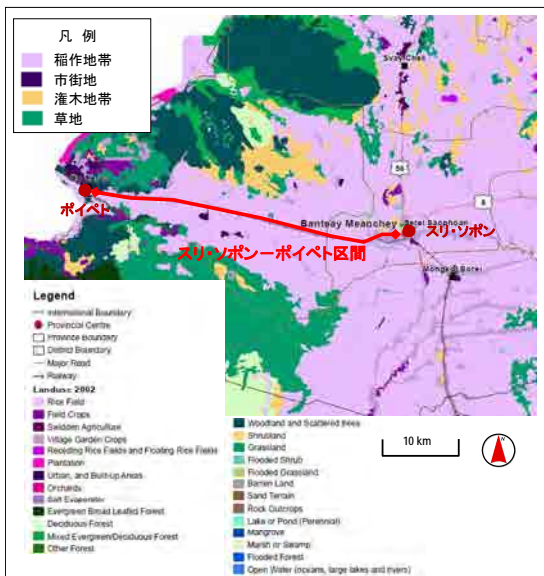 凡 例
稲作地帯
市街地
潅木地帯
草地
Svay Chek
56
6
ポイペト
Banteay Meanchey
スリ・ソポン
スリ・ソポンーポイペト区間
Mongkol Borei
Legend
International Boundary
Provincial Centre
Province Boundary
District Boundary
Major Road
Railway
Landuse 2002
Rice Field
Field Crops
Swidden Agriculture
Village Garden Crops
Receding Rice Fields and Floating Rice Fields
Plantation
Urban, and Built-up Areas
Orchards
Salt Evaporator
Evergreen Broad Leafed Forest
Deciduous Forest
Mixed Evergreen/Deciduous Forest
Other Forest
Woodland and Scattered trees
Shrubland
Grassland
Flooded Shrub
Flooded Grassland
Barren Land
Sand Terrain
Rock Outcrops
Lake or Pond (Perennial)
Mangrove
Marsh or Swamp
Flooded Forest
Open Water (oceans, large lakes and rivers)
10 km
N